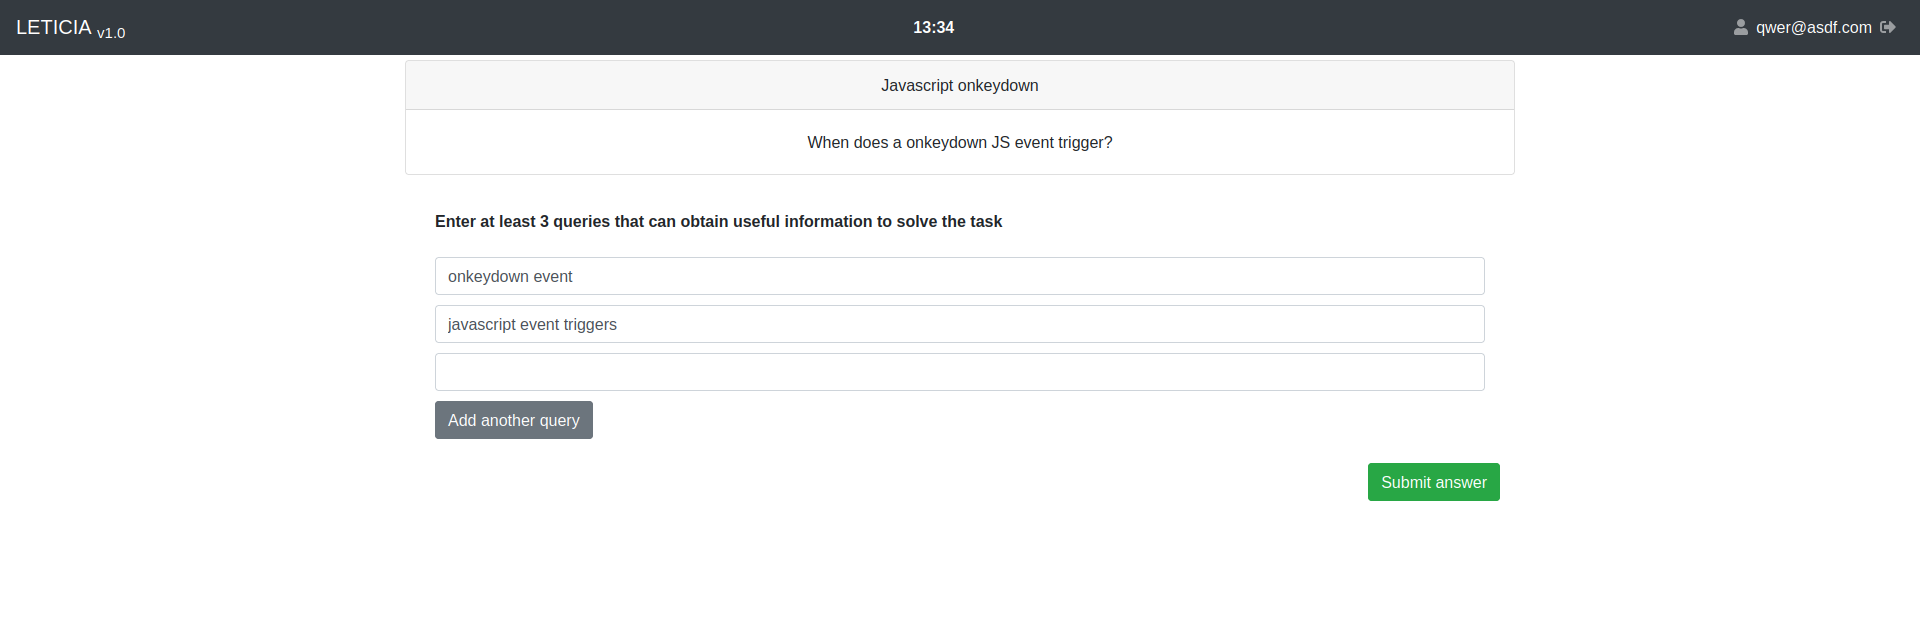 LETICIA v1.0
13:34
qwer@asdf.com
Javascript onkeydown
When does a onkeydown JS event trigger?
Enter at least 3 queries that can obtain useful information to solve the task
onkeydown event
javascript event triggers
Add another query
Submit answer